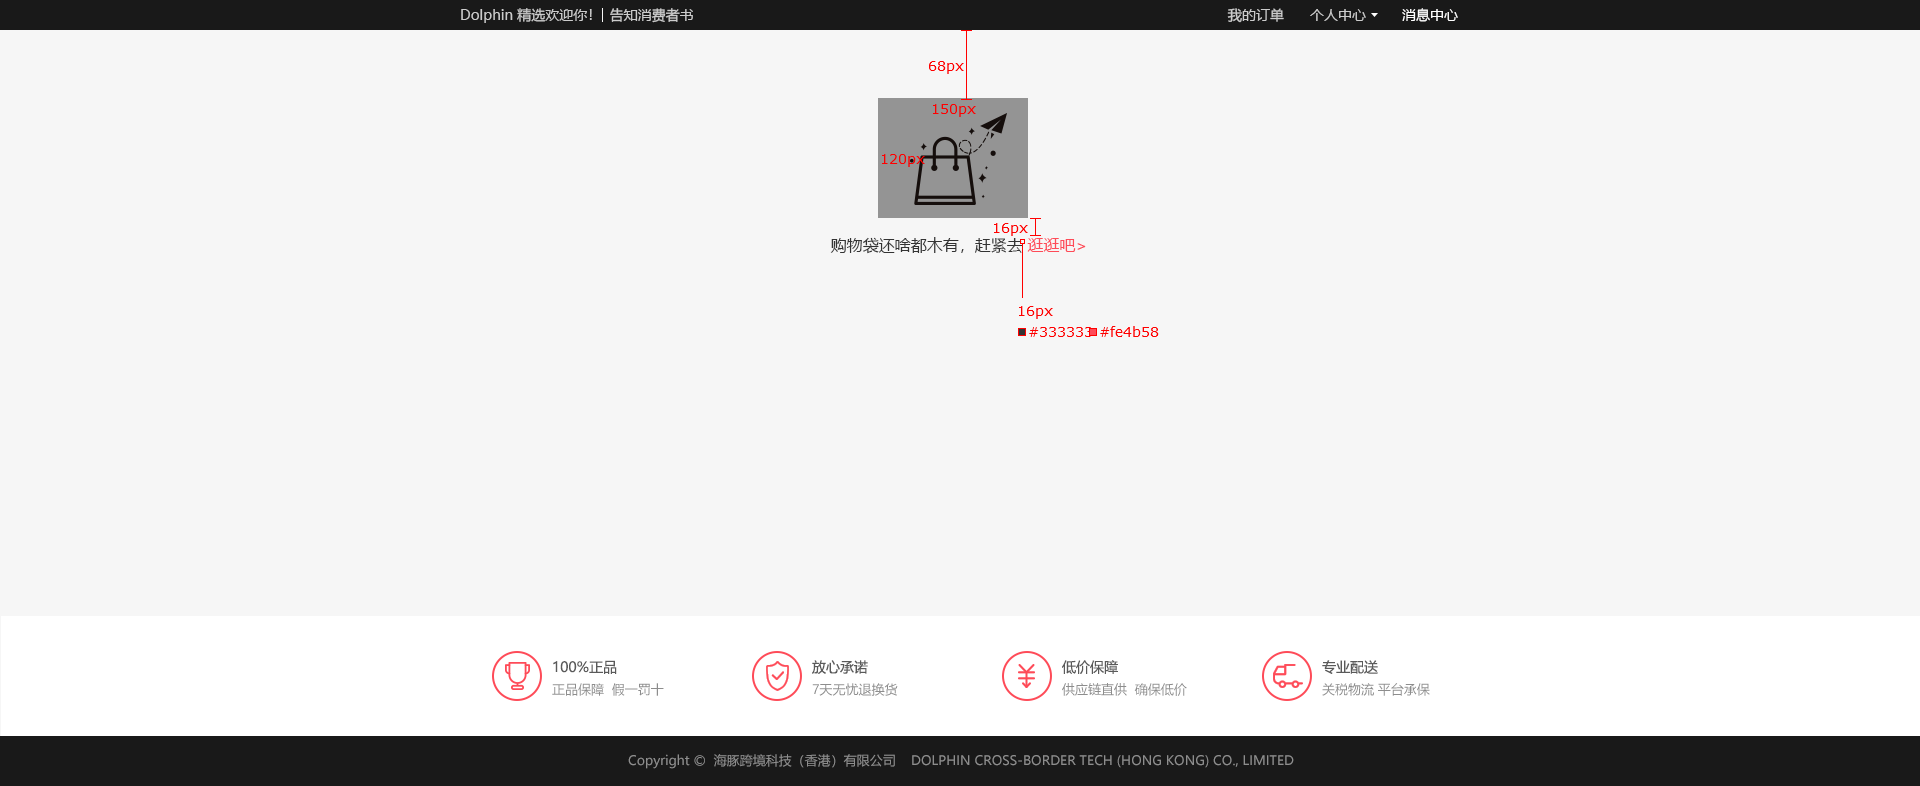 Dolphin 精选欢迎你！| 告知消费者书
我的订单 个人中心 消息中心
68px
150px
120px
16px
购物袋还啥都木有，赶紧去 逛逛吧>
16px
#333333 #fe4b58
100%正品
正品保障 假一罚十
放心承诺
7天无忧退换货
低价保障
供应链直供 确保低价
专业配送
关税物流 平台承保
Copyright © 海豚跨境科技（香港）有限公司 DOLPHIN CROSS-BORDER TECH (HONG KONG) CO., LIMITED